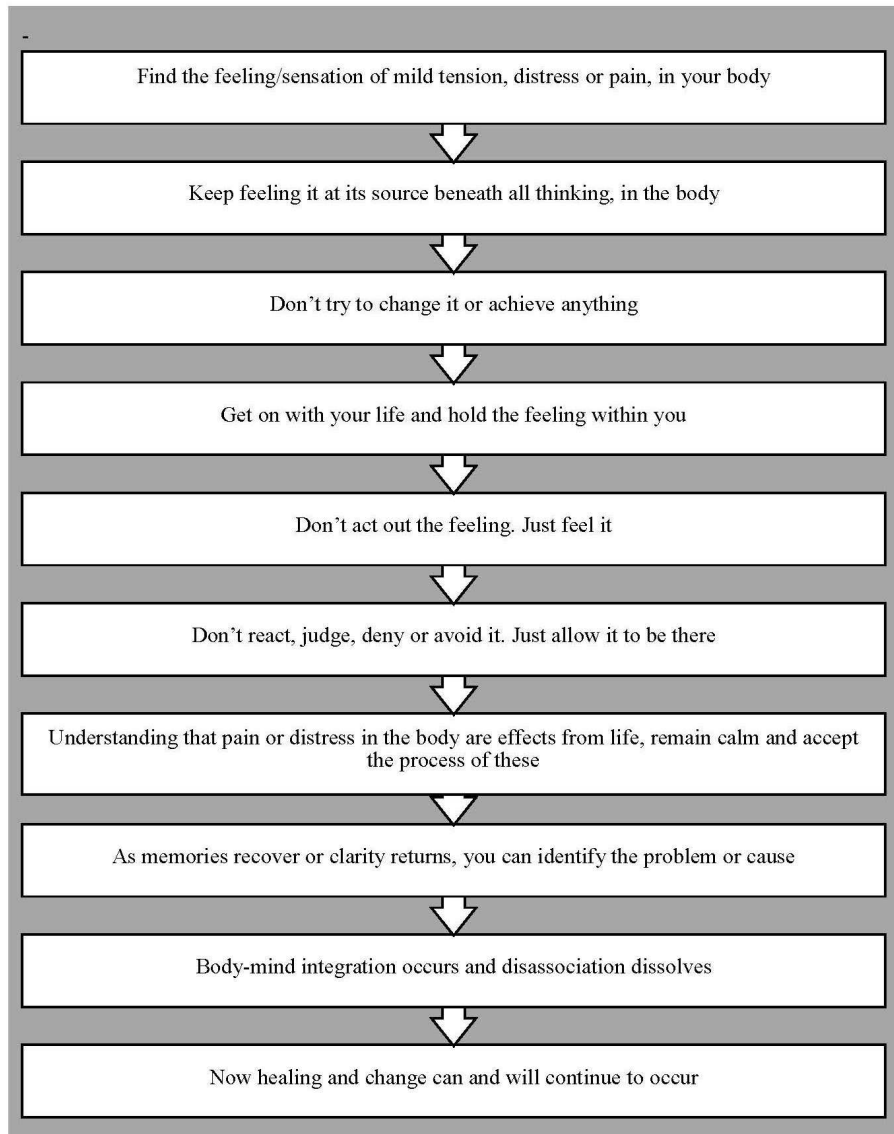 -
Find the feeling/sensation of mild tension, distress or pain, in your body
Keep feeling it at its source beneath all thinking, in the body
Don’t try to change it or achieve anything
Get on with your life and hold the feeling within you
Don’t act out the feeling. Just feel it
Don’t react, judge, deny or avoid it. Just allow it to be there
Understanding that pain or distress in the body are effects from life, remain calm and accept
the process of these
As memories recover or clarity returns, you can identify the problem or cause
Body-mind integration occurs and disassociation dissolves
Now healing and change can and will continue to occur